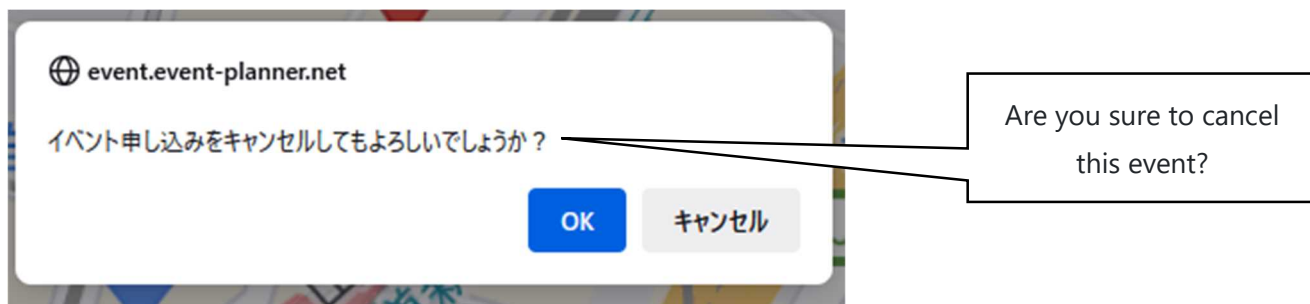 event.event-planner.net
イベント申し込みをキャンセルしてもよろしいでしょうか？
OK キャンセル
Are you sure to cancel
this event?